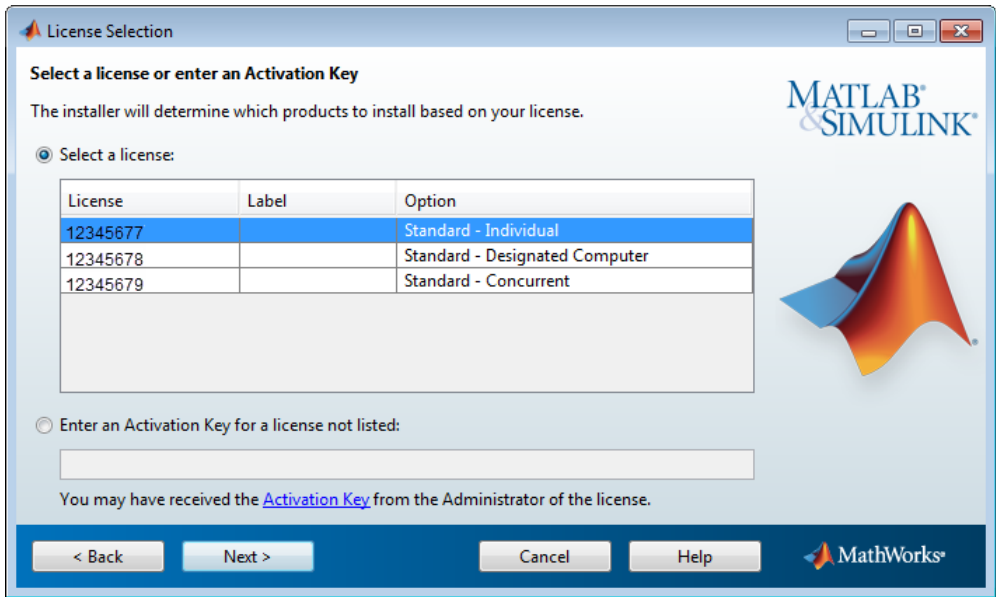 License Selection
Select a license or enter an Activation Key
The installer will determine which products to install based on your license.
MATLAB®
&SIMULINK®
Select a license:
License Label Option
12345677 Standard - Individual
12345678 Standard - Designated Computer
12345679 Standard - Concurrent
Enter an Activation Key for a license not listed:
You may have received the Activation Key from the Administrator of the license.
< Back Next > Cancel Help MathWorks®